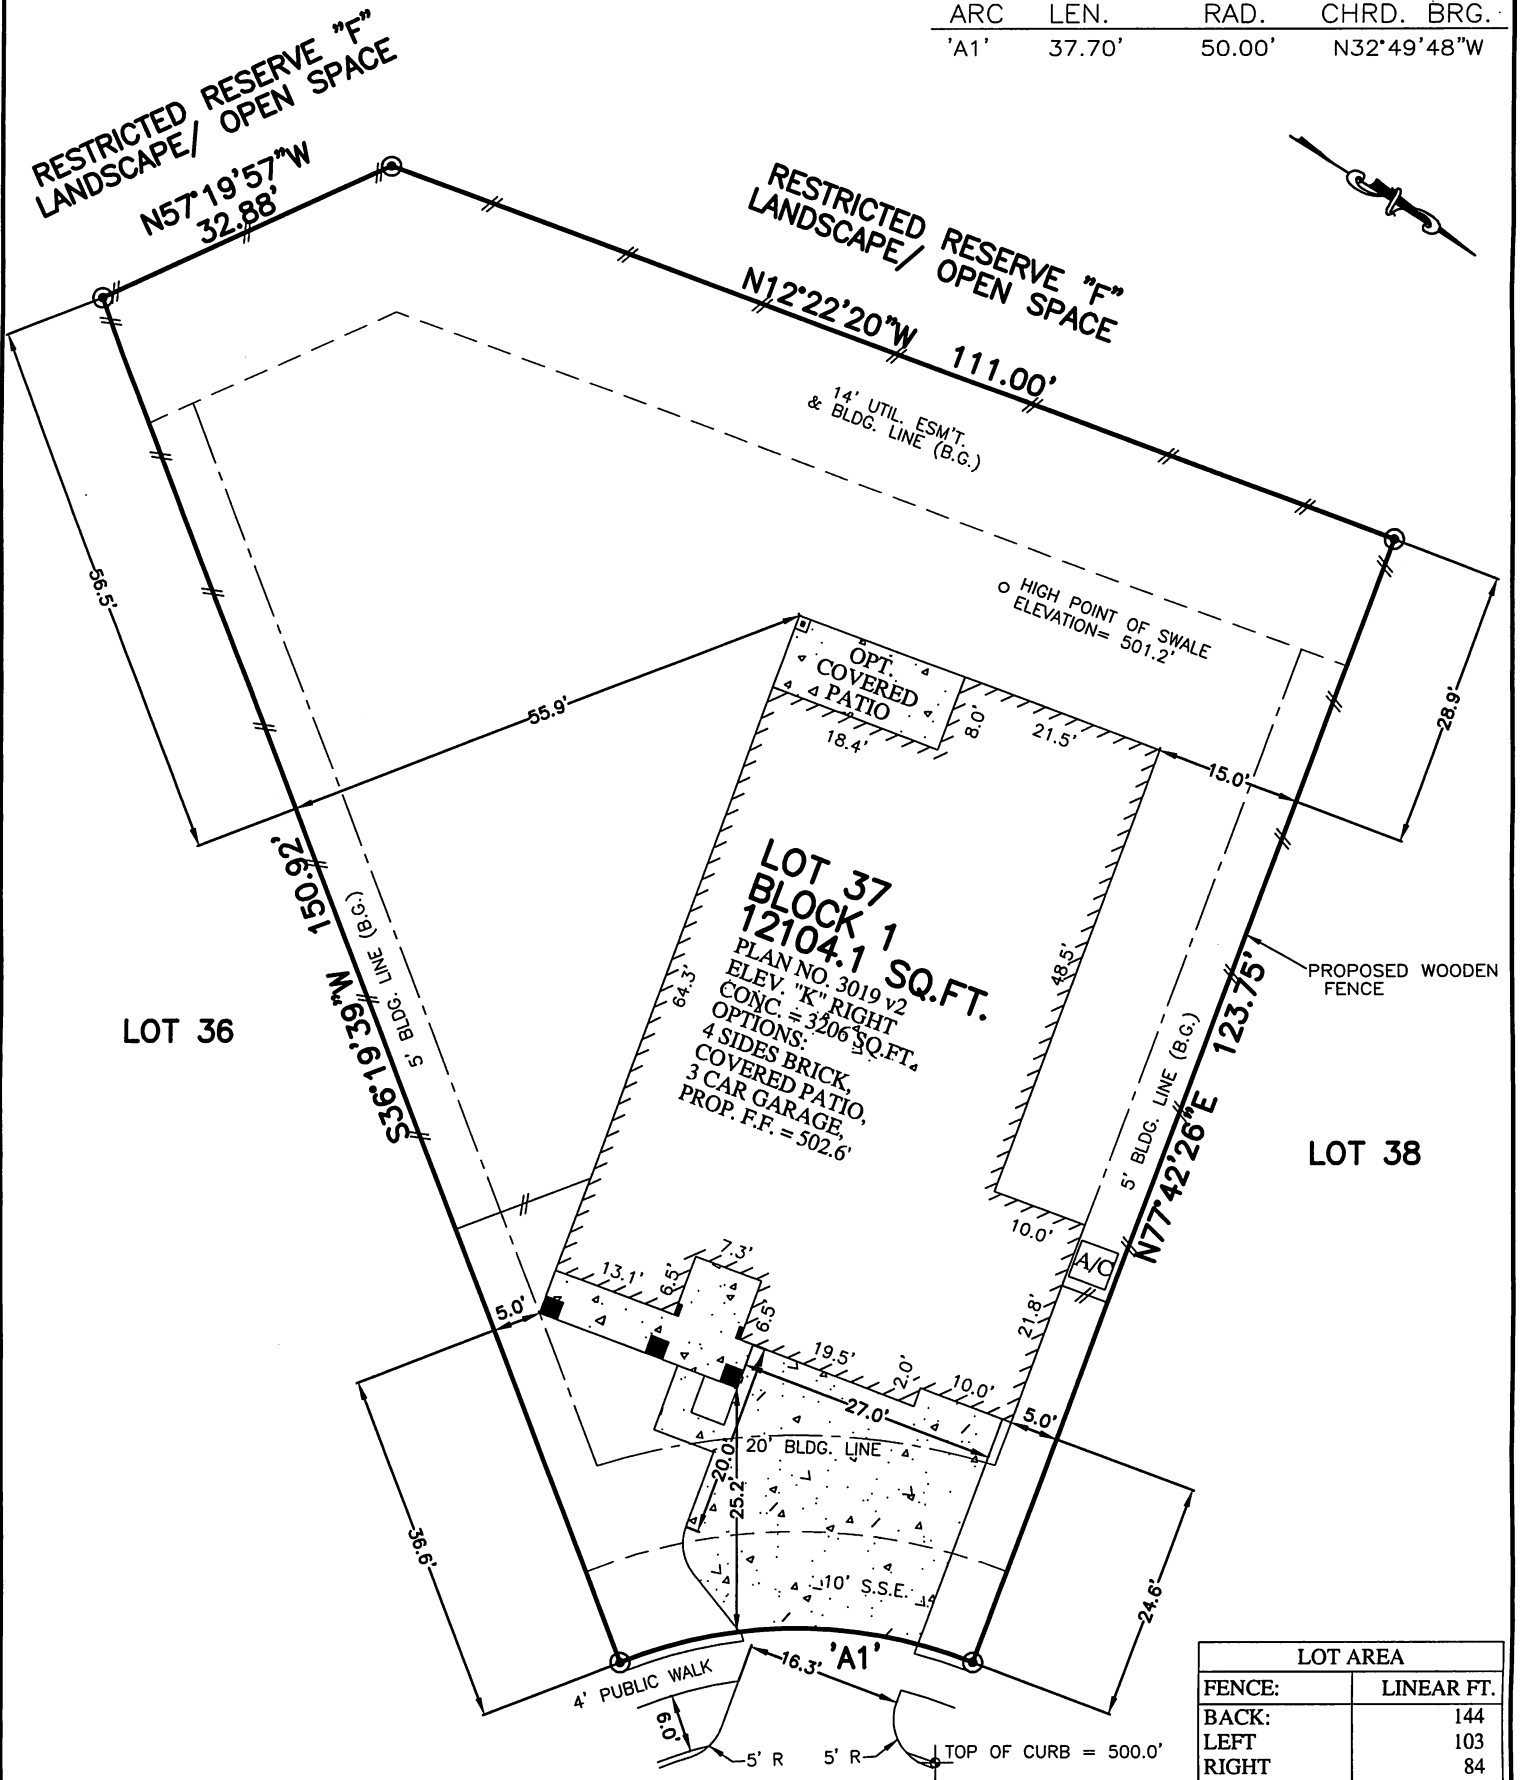 ARC LEN. RAD. CHRD. BRG.
'A1' 37.70' 50.00' N32°49'48"W
RESTRICTED RESERVE "F"
LANDSCAPE/ OPEN SPACE
N57°19'57"W
32.88'
RESTRICTED RESERVE "F"
LANDSCAPE/ OPEN SPACE
N12°22'20"W 111.00'
14' UTIL. ESM'T.
& BLDG. LINE (B.G.)
HIGH POINT OF SWALE
ELEVATION= 501.2'
56.5'
55.9'
OPT.
COVERED
PATIO
8.0'
18.4'
21.5'
15.0'
28.9'
S36°19'39"W 150.92'
5' BLDG. LINE (B.G.)
LOT 36
64.3'
LOT 37
BLOCK 1
12104.1 SQ.FT.
PLAN NO. 3019 v2
ELEV. "K" RIGHT
CONC. = 3206 SQ.FT.
OPTIONS:
4 SIDES BRICK,
COVERED PATIO,
3 CAR GARAGE,
PROP. F.F. = 502.6'
48.5'
PROPOSED WOODEN
FENCE
N77°42'26"E 123.75'
5' BLDG. LINE (B.G.)
LOT 38
10.0'
A/C
7.3'
13.1'
6.5'
6.5'
5.0'
21.8'
19.5'
2.0'
10.0'
27.0'
5.0'
20' BLDG. LINE
20.0'
25.2'
36.6'
10' S.S.E.
24.6'
'A1'
16.3'
4' PUBLIC WALK
6.0'
5' R
5' R
TOP OF CURB = 500.0'
LOT AREA
FENCE: LINEAR FT.
BACK: 144
LEFT 103
RIGHT 84